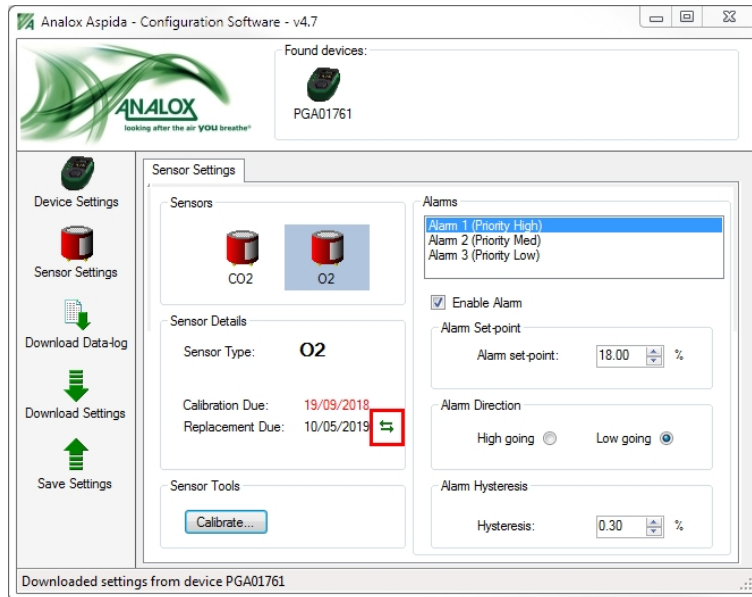 Analox Aspida - Configuration Software - v4.7
ANALOX
looking after the air YOU breathe®
Found devices:
PGA01761
Device Settings
Sensor Settings
Download Data-log
Download Settings
Save Settings
Sensor Settings
Sensors
CO2
O2
Sensor Details
Sensor Type: O2
Calibration Due: 19/09/2018
Replacement Due: 10/05/2019
Sensor Tools
Calibrate...
Alarms
Alarm 1 (Priority High)
Alarm 2 (Priority Med)
Alarm 3 (Priority Low)
Enable Alarm
Alarm Set-point
Alarm set-point: 18.00 %
Alarm Direction
High going Low going
Alarm Hysteresis
Hysteresis: 0.30 %
Downloaded settings from device PGA01761